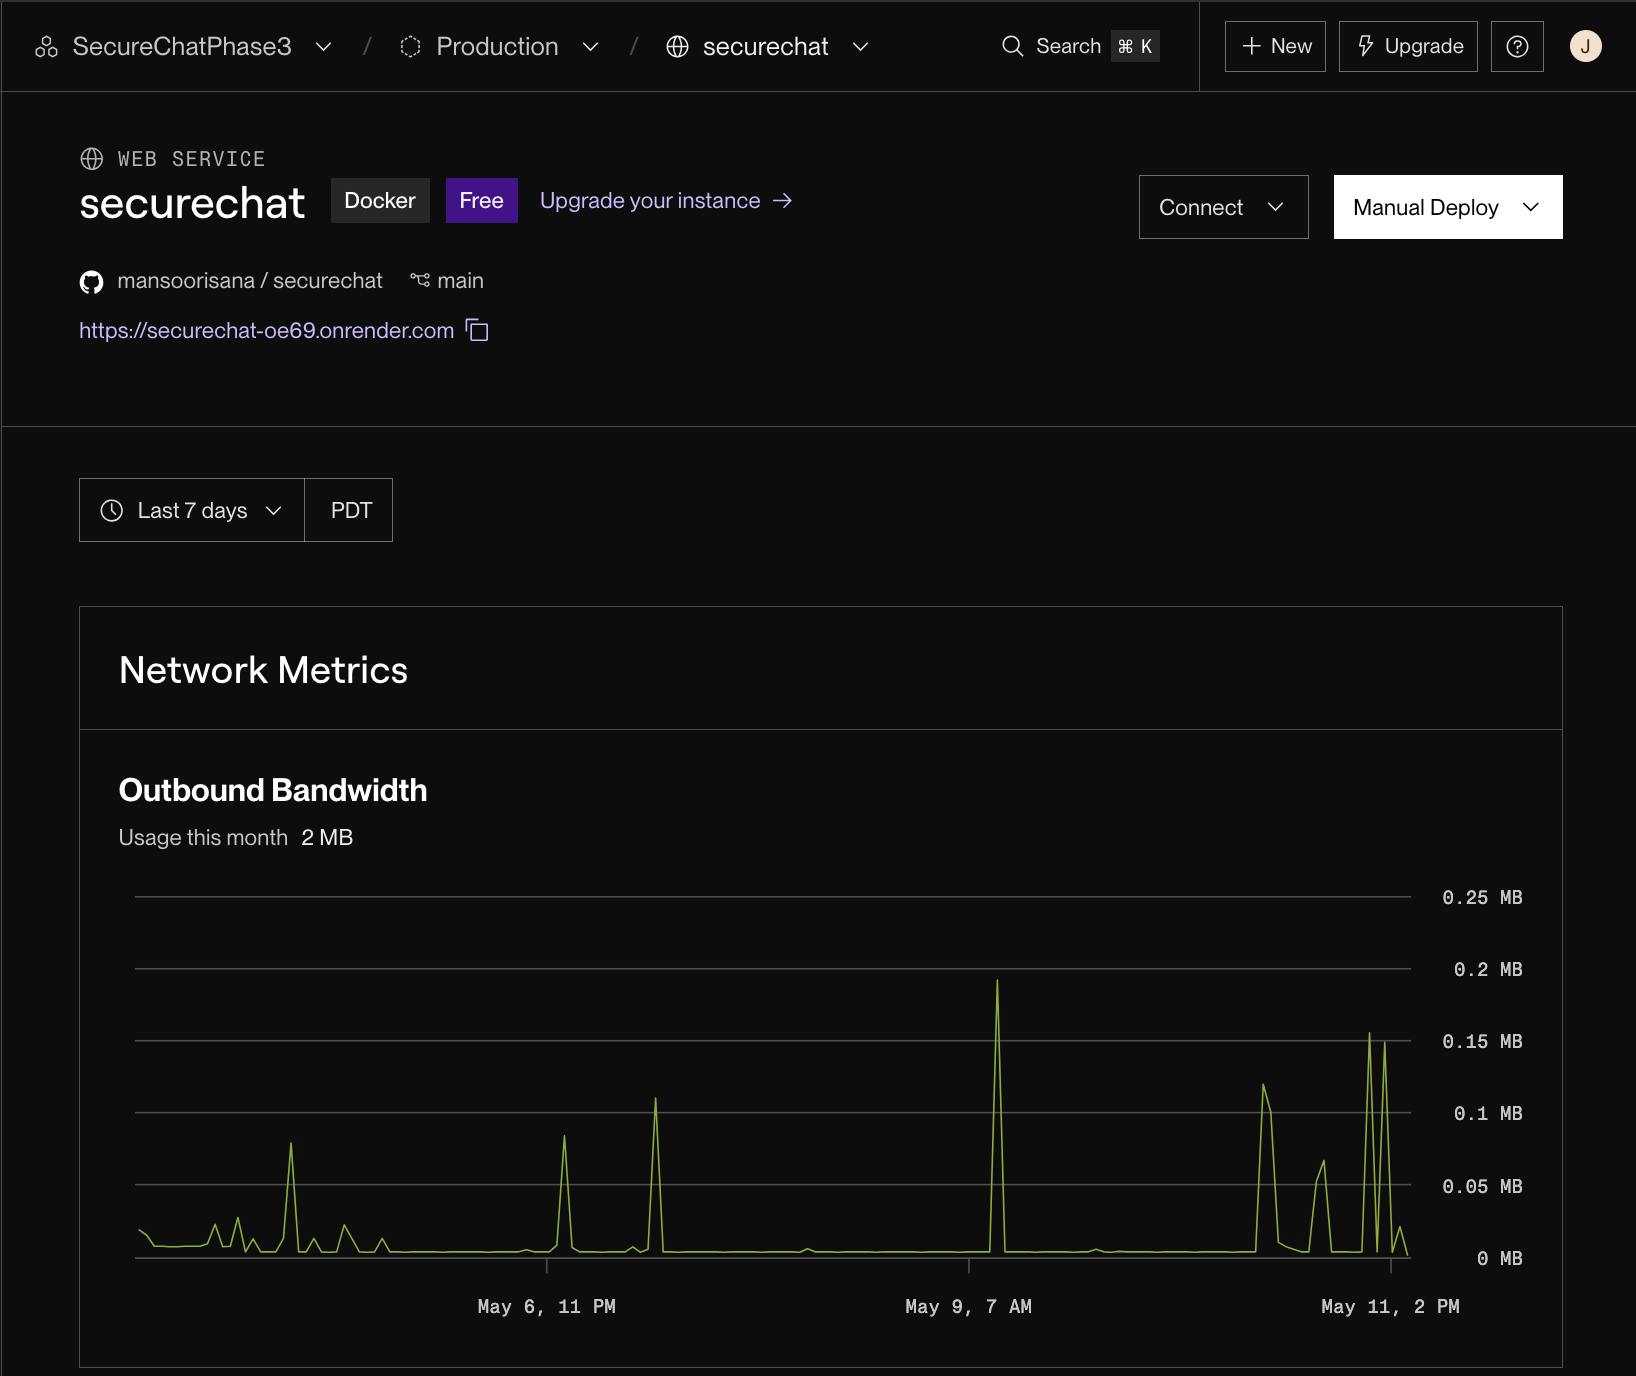 SecureChatPhase3 / Production / securechat Search ⌘ K + New Upgrade ? J
WEB SERVICE
securechat Docker Free Upgrade your instance →
Connect Manual Deploy
mansoorisana / securechat main
https://securechat-oe69.onrender.com
Last 7 days PDT
Network Metrics
Outbound Bandwidth
Usage this month 2 MB
0.25 MB
0.2 MB
0.15 MB
0.1 MB
0.05 MB
0 MB
May 6, 11 PM May 9, 7 AM May 11, 2 PM